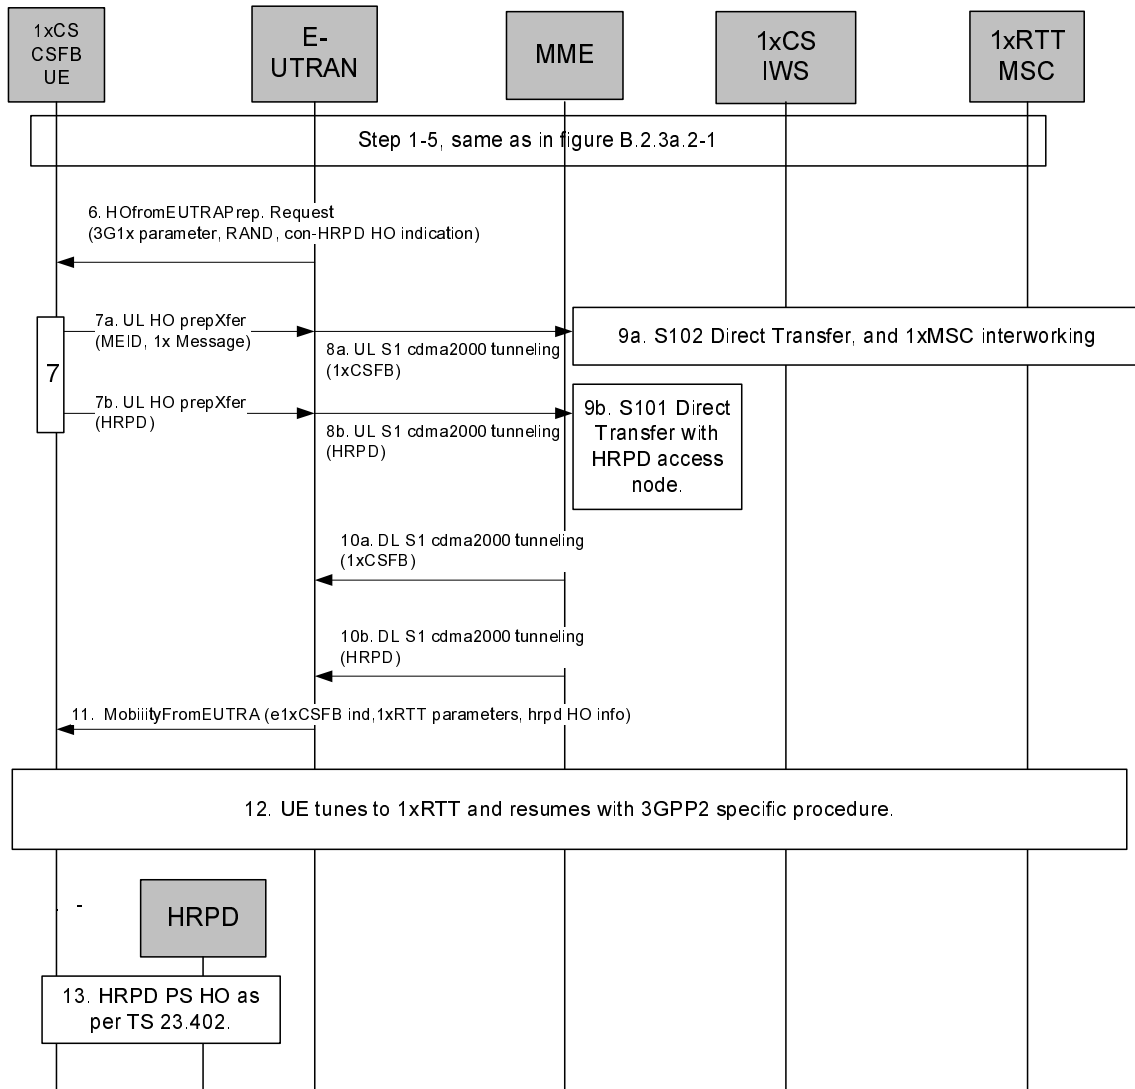 1xCS
CSFB
UE
E-
UTRAN
MME
1xCS
IWS
1xRTT
MSC
Step 1-5, same as in figure B.2.3a.2-1
6. HOfromEUTRAPrep. Request
(3G1x parameter, RAND, con-HRPD HO indication)
7
7a. UL HO prepXfer
(MEID, 1x Message)
8a. UL S1 cdma2000 tunneling
(1xCSFB)
9a. S102 Direct Transfer, and 1xMSC interworking
7b. UL HO prepXfer
(HRPD)
8b. UL S1 cdma2000 tunneling
(HRPD)
9b. S101 Direct
Transfer with
HRPD access
node.
10a. DL S1 cdma2000 tunneling
(1xCSFB)
10b. DL S1 cdma2000 tunneling
(HRPD)
11. MobiiityFromEUTRA (e1xCSFB ind,1xRTT parameters, hrpd HO info)
12. UE tunes to 1xRTT and resumes with 3GPP2 specific procedure.
HRPD
13. HRPD PS HO as
per TS 23.402.